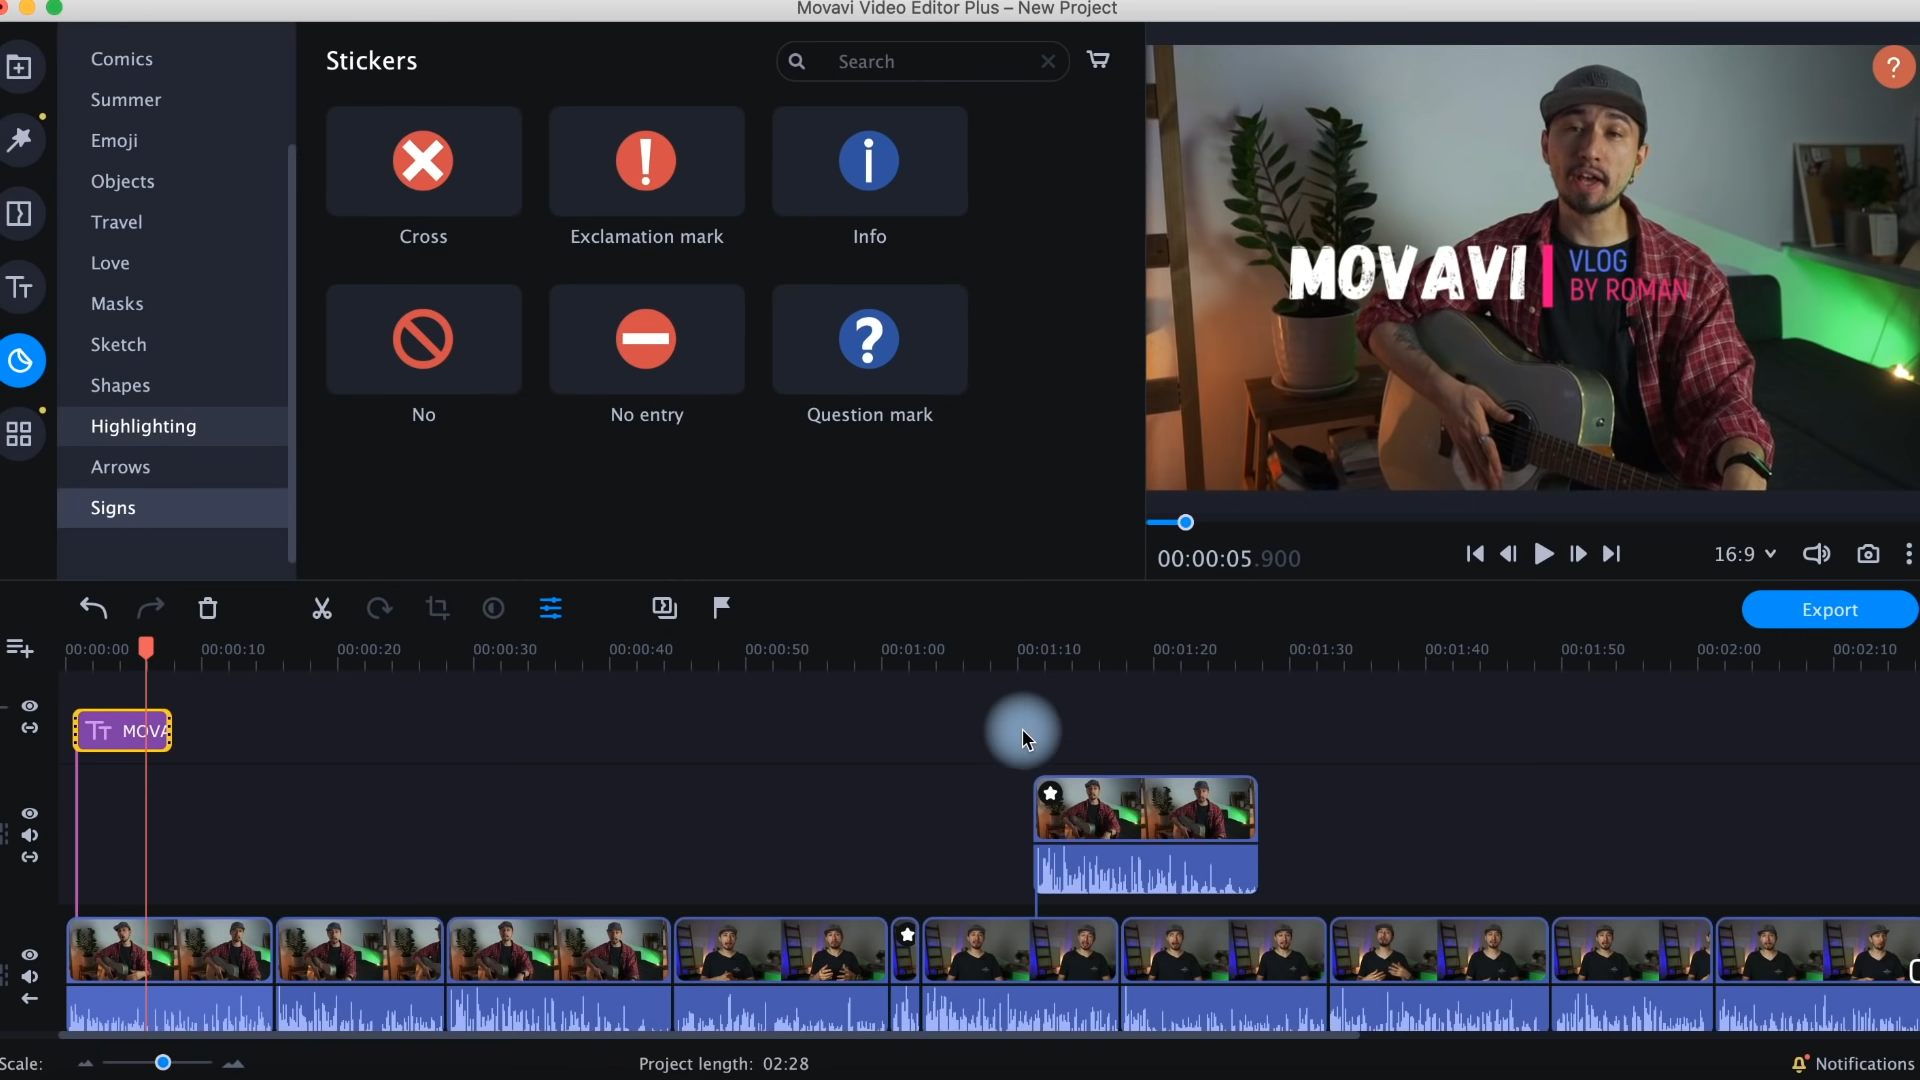 Movavi Video Editor Plus – New Project
Comics
Summer
Emoji
Objects
Travel
Love
Masks
Sketch
Shapes
Highlighting
Arrows
Signs
Stickers
Search
Cross
Exclamation mark
Info
No
No entry
Question mark
?
MOVAVI
VLOG
BY ROMAN
00:00:05.900
16:9
Export
00:00:00
00:00:10
00:00:20
00:00:30
00:00:40
00:00:50
00:01:00
00:01:10
00:01:20
00:01:30
00:01:40
00:01:50
00:02:00
00:02:10
Tт MOVA
Scale:
Project length: 02:28
Notifications